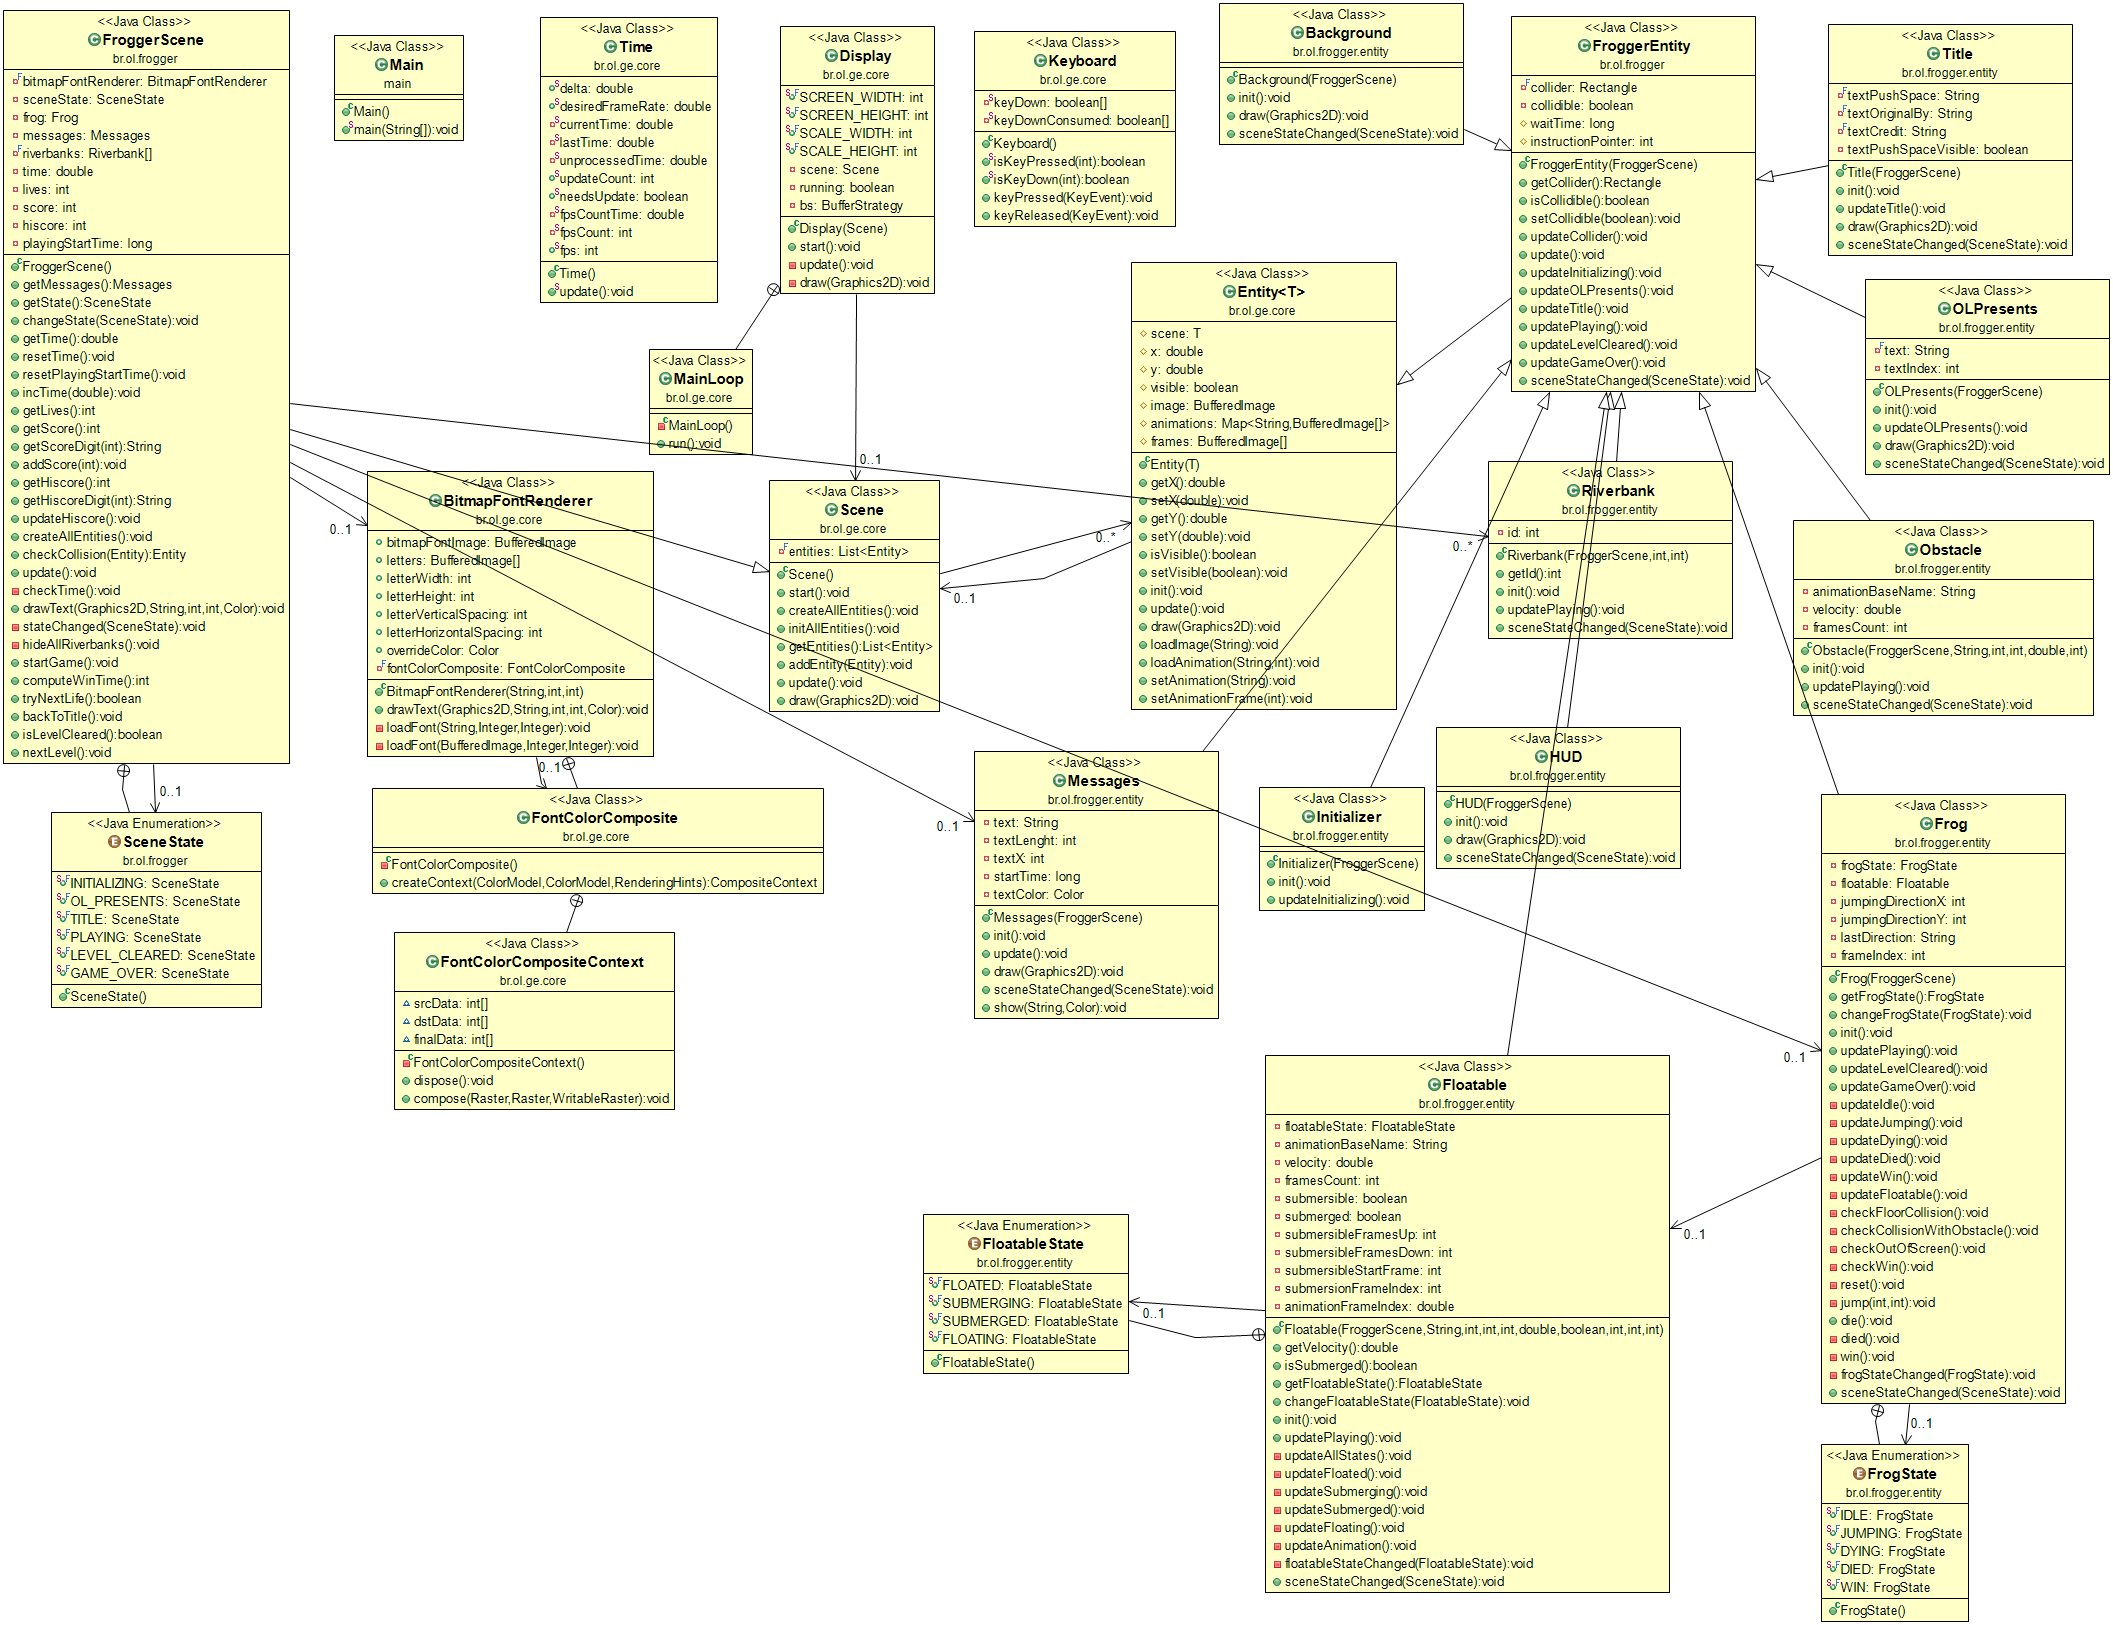 <<Java Class>>
FroggerScene
br.ol.frogger
bitmapFontRenderer: BitmapFontRenderer
sceneState: SceneState
frog: Frog
messages: Messages
riverbanks: Riverbank[]
time: double
lives: int
score: int
hiscore: int
playingStartTime: long
FroggerScene()
getMessages():Messages
getState():SceneState
changeState(SceneState):void
getTime():double
resetTime():void
resetPlayingStartTime():void
incTime(double):void
getLives():int
getScore():int
getScoreDigit(int):String
addScore(int):void
getHiscore():int
getHiscoreDigit(int):String
updateHiscore():void
createAllEntities():void
checkCollision(Entity):Entity
update():void
checkTime():void
drawText(Graphics2D,String,int,int,Color):void
stateChanged(SceneState):void
hideAllRiverbanks():void
startGame():void
computeWinTime():int
tryNextLife():boolean
backToTitle():void
isLevelCleared():boolean
nextLevel():void
<<Java Class>>
Main
main
Main()
main(String[]):void
<<Java Class>>
Time
br.ol.ge.core
delta: double
desiredFrameRate: double
currentTime: double
lastTime: double
unprocessedTime: double
updateCount: int
needsUpdate: boolean
fpsCountTime: double
fpsCount: int
fps: int
Time()
update():void
<<Java Class>>
Display
br.ol.ge.core
SCREEN_WIDTH: int
SCREEN_HEIGHT: int
SCALE_WIDTH: int
SCALE_HEIGHT: int
scene: Scene
running: boolean
bs: BufferStrategy
Display(Scene)
start():void
update():void
draw(Graphics2D):void
<<Java Class>>
Keyboard
br.ol.ge.core
keyDown: boolean[]
keyDownConsumed: boolean[]
Keyboard()
isKeyPressed(int):boolean
isKeyDown(int):boolean
keyPressed(KeyEvent):void
keyReleased(KeyEvent):void
<<Java Class>>
Background
br.ol.frogger.entity
Background(FroggerScene)
init():void
draw(Graphics2D):void
sceneStateChanged(SceneState):void
<<Java Class>>
FroggerEntity
br.ol.frogger
collider: Rectangle
collidible: boolean
waitTime: long
instructionPointer: int
FroggerEntity(FroggerScene)
getCollider():Rectangle
isCollidible():boolean
setCollidible(boolean):void
updateCollider():void
update():void
updateInitializing():void
updateOLPresents():void
updateTitle():void
updatePlaying():void
updateLevelCleared():void
updateGameOver():void
sceneStateChanged(SceneState):void
<<Java Class>>
Title
br.ol.frogger.entity
textPushSpace: String
textOriginalBy: String
textCredit: String
textPushSpaceVisible: boolean
Title(FroggerScene)
init():void
updateTitle():void
draw(Graphics2D):void
sceneStateChanged(SceneState):void
<<Java Class>>
OLPresents
br.ol.frogger.entity
text: String
textIndex: int
OLPresents(FroggerScene)
init():void
updateOLPresents():void
draw(Graphics2D):void
sceneStateChanged(SceneState):void
<<Java Class>>
Entity<T>
br.ol.ge.core
scene: T
x: double
y: double
visible: boolean
image: BufferedImage
animations: Map<String,BufferedImage[]>
frames: BufferedImage[]
Entity(T)
getX():double
setX(double):void
getY():double
setY(double):void
isVisible():boolean
setVisible(boolean):void
init():void
update():void
draw(Graphics2D):void
loadImage(String):void
loadAnimation(String,int):void
setAnimation(String):void
setAnimationFrame(int):void
<<Java Class>>
MainLoop
br.ol.ge.core
MainLoop()
run():void
0..1
<<Java Class>>
BitmapFontRenderer
br.ol.ge.core
bitmapFontImage: BufferedImage
letters: BufferedImage[]
letterWidth: int
letterHeight: int
letterVerticalSpacing: int
letterHorizontalSpacing: int
overrideColor: Color
fontColorComposite: FontColorComposite
BitmapFontRenderer(String,int,int)
drawText(Graphics2D,String,int,int,Color):void
loadFont(String,Integer,Integer):void
loadFont(BufferedImage,Integer,Integer):void
0..1
<<Java Class>>
Scene
br.ol.ge.core
entities: List<Entity>
Scene()
start():void
createAllEntities():void
initAllEntities():void
getEntities():List<Entity>
addEntity(Entity):void
update():void
draw(Graphics2D):void
0..*
0..1
<<Java Class>>
Riverbank
br.ol.frogger.entity
id: int
Riverbank(FroggerScene,int,int)
getId():int
init():void
updatePlaying():void
sceneStateChanged(SceneState):void
0..*
<<Java Class>>
Obstacle
br.ol.frogger.entity
animationBaseName: String
velocity: double
framesCount: int
Obstacle(FroggerScene,String,int,int,double,int)
init():void
updatePlaying():void
sceneStateChanged(SceneState):void
0..1
<<Java Enumeration>>
SceneState
br.ol.frogger
INITIALIZING: SceneState
OL_PRESENTS: SceneState
TITLE: SceneState
PLAYING: SceneState
LEVEL_CLEARED: SceneState
GAME_OVER: SceneState
SceneState()
0..1
<<Java Class>>
FontColorComposite
br.ol.ge.core
FontColorComposite()
createContext(ColorModel,ColorModel,RenderingHints):CompositeContext
<<Java Class>>
FontColorCompositeContext
br.ol.ge.core
srcData: int[]
dstData: int[]
finalData: int[]
FontColorCompositeContext()
dispose():void
compose(Raster,Raster,WritableRaster):void
0..1
<<Java Class>>
Messages
br.ol.frogger.entity
text: String
textLenght: int
textX: int
startTime: long
textColor: Color
Messages(FroggerScene)
init():void
update():void
draw(Graphics2D):void
sceneStateChanged(SceneState):void
show(String,Color):void
<<Java Class>>
Initializer
br.ol.frogger.entity
Initializer(FroggerScene)
init():void
updateInitializing():void
<<Java Class>>
HUD
br.ol.frogger.entity
HUD(FroggerScene)
init():void
draw(Graphics2D):void
sceneStateChanged(SceneState):void
<<Java Class>>
Frog
br.ol.frogger.entity
frogState: FrogState
floatable: Floatable
jumpingDirectionX: int
jumpingDirectionY: int
lastDirection: String
frameIndex: int
Frog(FroggerScene)
getFrogState():FrogState
changeFrogState(FrogState):void
init():void
updatePlaying():void
updateLevelCleared():void
updateGameOver():void
updateIdle():void
updateJumping():void
updateDying():void
updateDied():void
updateWin():void
updateFloatable():void
checkFloorCollision():void
checkCollisionWithObstacle():void
checkOutOfScreen():void
checkWin():void
reset():void
jump(int,int):void
die():void
died():void
win():void
frogStateChanged(FrogState):void
sceneStateChanged(SceneState):void
0..1
<<Java Class>>
Floatable
br.ol.frogger.entity
floatableState: FloatableState
animationBaseName: String
velocity: double
framesCount: int
submersible: boolean
submerged: boolean
submersibleFramesUp: int
submersibleFramesDown: int
submersibleStartFrame: int
submersionFrameIndex: int
animationFrameIndex: double
Floatable(FroggerScene,String,int,int,int,double,boolean,int,int,int)
getVelocity():double
isSubmerged():boolean
getFloatableState():FloatableState
changeFloatableState(FloatableState):void
init():void
updatePlaying():void
updateAllStates():void
updateFloated():void
updateSubmerging():void
updateSubmerged():void
updateFloating():void
updateAnimation():void
floatableStateChanged(FloatableState):void
sceneStateChanged(SceneState):void
0..1
<<Java Enumeration>>
FloatableState
br.ol.frogger.entity
FLOATED: FloatableState
SUBMERGING: FloatableState
SUBMERGED: FloatableState
FLOATING: FloatableState
FloatableState()
0..1
0..1
<<Java Enumeration>>
FrogState
br.ol.frogger.entity
IDLE: FrogState
JUMPING: FrogState
DYING: FrogState
DIED: FrogState
WIN: FrogState
FrogState()